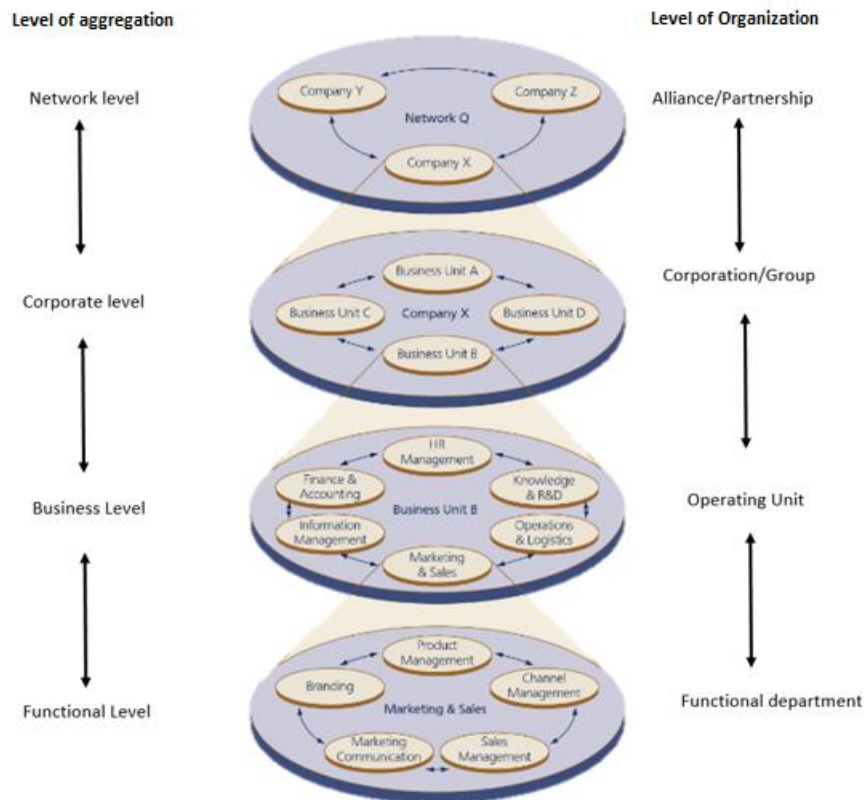 Level of aggregation
Level of Organization
Network level
Alliance/Partnership
Company Y
Company Z
Network Q
Company X
Corporate level
Corporation/Group
Business Unit A
Business Unit C
Company X
Business Unit D
Business Unit B
Business Level
Operating Unit
HR
Management
Finance &
Accounting
Knowledge
& R&D
Business Unit B
Information
Management
Operations
& Logistics
Marketing
& Sales
Functional Level
Functional department
Product
Management
Branding
Channel
Management
Marketing & Sales
Marketing
Communication
Sales
Management